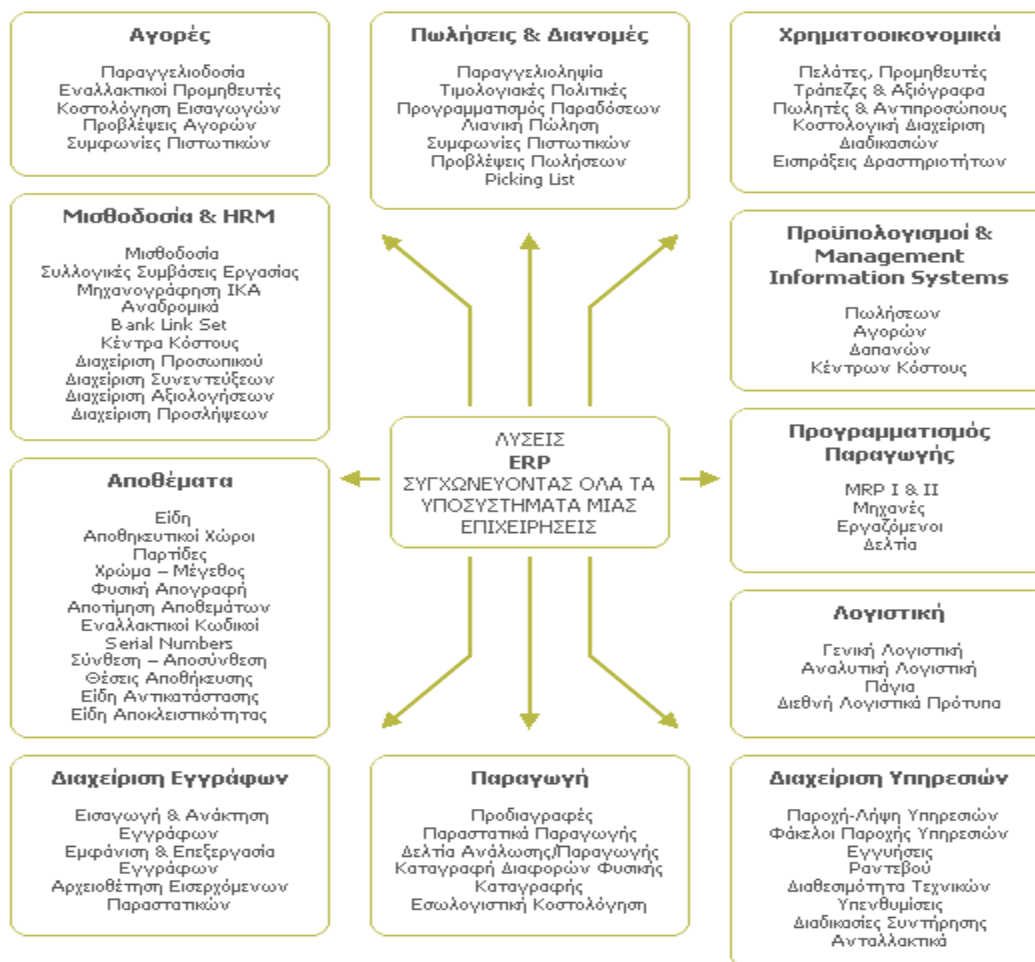 Αγορές
Παραγγελιοδοσία
Εναλλακτικοί Προμηθευτές
Κοστολόγηση Εισαγωγών
Προβλέψεις Αγορών
Συμφωνίες Πιστωτικών
Πωλήσεις & Διανομές
Παραγγελιοληψία
Τιμολογιακές Πολιτικές
Προγραμματισμός Παραδόσεων
Λιανική Πώληση
Συμφωνίες Πιστωτικών
Προβλέψεις Πωλήσεων
Picking List
Χρηματοοικονομικά
Πελάτες, Προμηθευτές
Τράπεζες & Αξιόγραφα
Πωλητές & Αντιπροσώπους
Κοστολογική Διαχείριση
Διαδικασιών
Εισπράξεις Δραστηριοτήτων
Μισθοδοσία & HRM
Μισθοδοσία
Συλλογικές Συμβάσεις Εργασίας
Μηχανογράφηση ΙΚΑ
Αναδρομικά
Bank Link Set
Κέντρα Κόστους
Διαχείριση Προσωπικού
Διαχείριση Συνεντεύξεων
Διαχείριση Αξιολογήσεων
Διαχείριση Προσλήψεων
Προϋπολογισμοί &
Management
Information Systems
Πωλήσεων
Αγορών
Δαπανών
Κέντρων Κόστους
ΛΥΣΕΙΣ
ERP
ΣΥΓΧΩΝΕΥΟΝΤΑΣ ΟΛΑ ΤΑ
ΥΠΟΣΥΣΤΗΜΑΤΑ ΜΙΑΣ
ΕΠΙΧΕΙΡΗΣΕΙΣ
Προγραμματισμός
Παραγωγής
MRP I & II
Μηχανές
Εργαζόμενοι
Δελτία
Αποθέματα
Είδη
Αποθηκευτικοί Χώροι
Παρτίδες
Χρώμα – Μέγεθος
Φυσική Απογραφή
Αποτίμηση Αποθεμάτων
Εναλλακτικοί Κωδικοί
Serial Numbers
Σύνθεση – Αποσύνθεση
Θέσεις Αποθήκευσης
Είδη Αντικατάστασης
Είδη Αποκλειστικότητας
Λογιστική
Γενική Λογιστική
Αναλυτική Λογιστική
Πάγια
Διεθνή Λογιστικά Πρότυπα
Διαχείριση Εγγράφων
Εισαγωγή & Ανάκτηση
Εγγράφων
Εμφάνιση & Επεξεργασία
Εγγράφων
Αρχειοθέτηση Εισερχόμενων
Παραστατικών
Παραγωγή
Προδιαγραφές
Παραστατικά Παραγωγής
Δελτία Ανάλωσης/Παραγωγής
Καταγραφή Διαφορών Φυσικής
Καταγραφής
Εσωλογιστική Κοστολόγηση
Διαχείριση Υπηρεσιών
Παροχή-Λήψη Υπηρεσιών
Φάκελοι Παροχής Υπηρεσιών
Εγγυήσεις
Ραντεβού
Διαθεσιμότητα Τεχνικών
Υπενθυμίσεις
Διαδικασίες Συντήρησης
Ανταλλακτικά